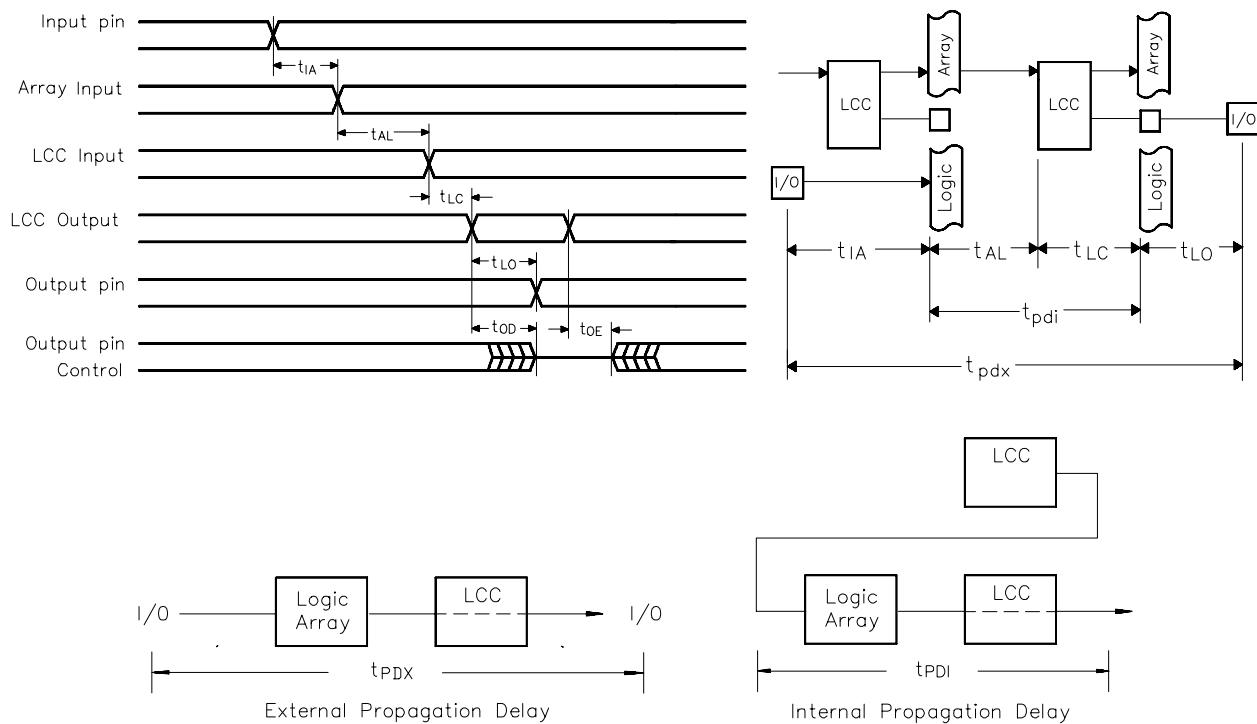 Input pin
tIA
Array Input
tAL
LCC Input
tLC
LCC Output
tLO
Output pin
tOD
tOE
Output pin
Control
Array
Array
LCC
LCC
I/O
I/O
Logic
Logic
tIA
tAL
tLC
tLO
tpdi
tpdx
I/O
Logic
Array
LCC
I/O
tPDX
External Propagation Delay
LCC
Logic
Array
LCC
tPDI
Internal Propagation Delay